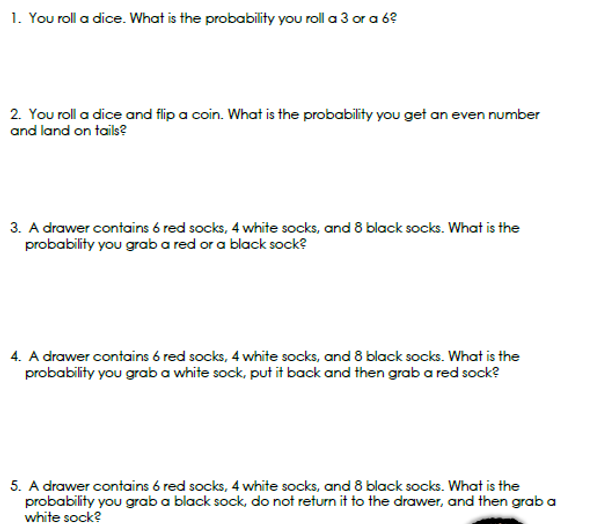 1. You roll a dice. What is the probability you roll a 3 or a 6?
2. You roll a dice and flip a coin. What is the probability you get an even number
and land on tails?
3. A drawer contains 6 red socks, 4 white socks, and 8 black socks. What is the
probability you grab a red or a black sock?
4. A drawer contains 6 red socks, 4 white socks, and 8 black socks. What is the
probability you grab a white sock, put it back and then grab a red sock?
5. A drawer contains 6 red socks, 4 white socks, and 8 black socks. What is the
probability you grab a black sock, do not return it to the drawer, and then grab a
white sock?